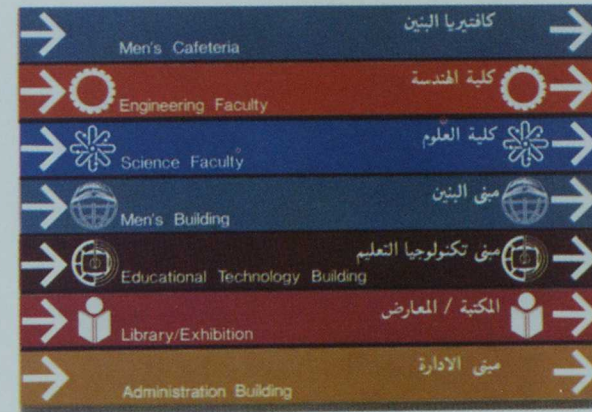 كافتيريا البنين
Men's Cafeteria
كلية الهندسة
Engineering Faculty
كلية العلوم
Science Faculty
مبنى البنين
Men's Building
مبنى تكنولوجيا التعليم
Educational Technology Building
المكتبة / المعارض
Library/Exhibition
مبنى الادارة
Administration Building